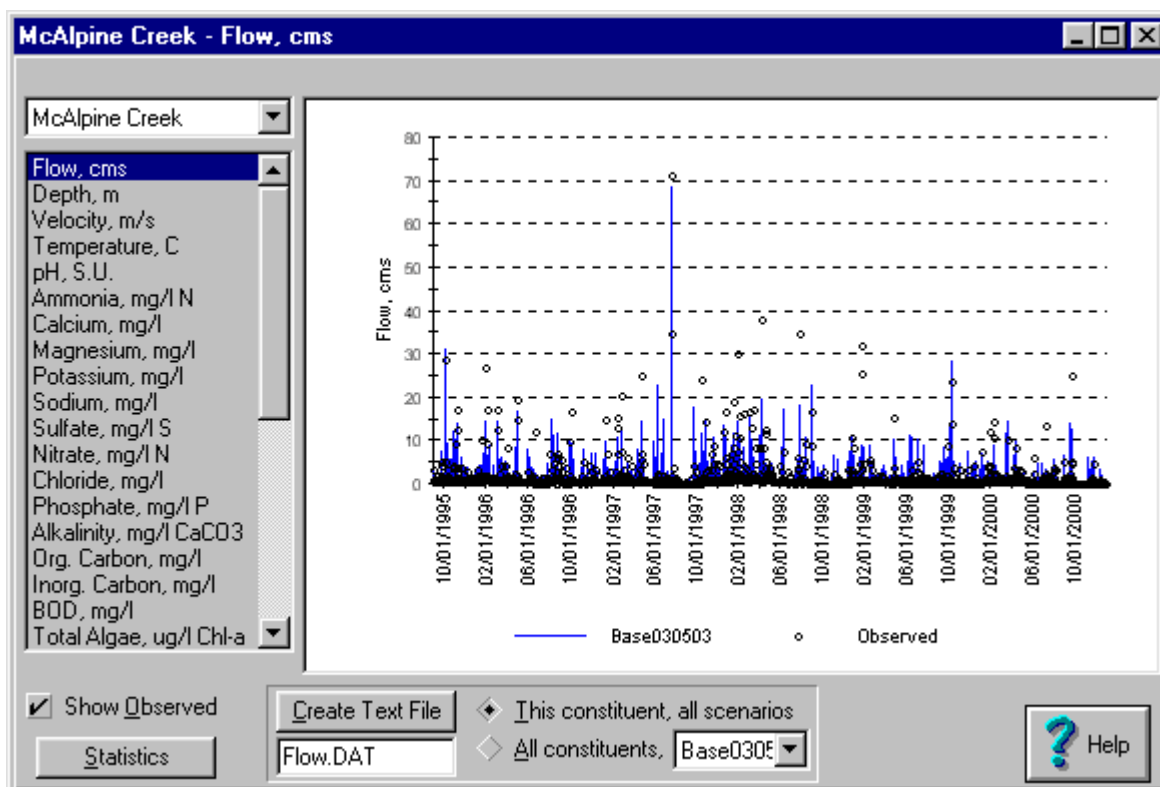 McAlpine Creek - Flow, cms
McAlpine Creek
Flow, cms
Depth, m
Velocity, m/s
Temperature, C
pH, S.U.
Ammonia, mg/l N
Calcium, mg/l
Magnesium, mg/l
Potassium, mg/l
Sodium, mg/l
Sulfate, mg/l S
Nitrate, mg/l N
Chloride, mg/l
Phosphate, mg/l P
Alkalinity, mg/l CaCO3
Org. Carbon, mg/l
Inorg. Carbon, mg/l
BOD, mg/l
Total Algae, ug/l Chl-a
Flow, cms
80
70
60
50
40
30
20
10
0
10/01/1995
02/01/1996
06/01/1996
10/01/1996
02/01/1997
06/01/1997
10/01/1997
02/01/1998
06/01/1998
10/01/1998
02/01/1999
06/01/1999
10/01/1999
02/01/2000
06/01/2000
10/01/2000
Base030503
Observed
Show Observed
Statistics
Create Text File
Flow.DAT
This constituent, all scenarios
All constituents,
Base0305
Help